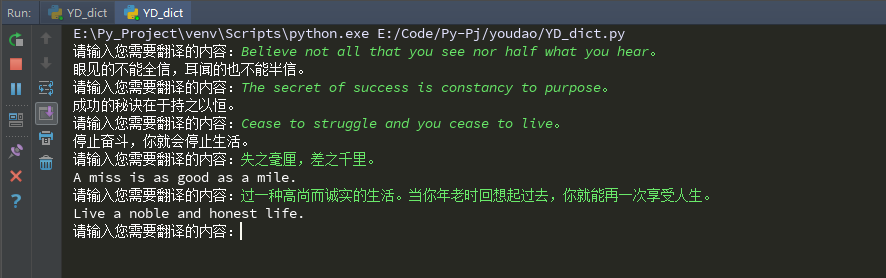 Run: YD_dict YD_dict
E:\Py_Project\venv\Scripts\python.exe E:/Code/Py-Pj/youdao/YD_dict.py
请输入您需要翻译的内容：Believe not all that you see nor half what you hear。
眼见的不能全信，耳闻的也不能半信。
请输入您需要翻译的内容：The secret of success is constancy to purpose。
成功的秘诀在于持之以恒。
请输入您需要翻译的内容：Cease to struggle and you cease to live。
停止奋斗，你就会停止生活。
请输入您需要翻译的内容：失之毫厘，差之千里。
A miss is as good as a mile.
请输入您需要翻译的内容：过一种高尚而诚实的生活。当你年老时回想起过去，你就能再一次享受人生。
Live a noble and honest life.
请输入您需要翻译的内容：